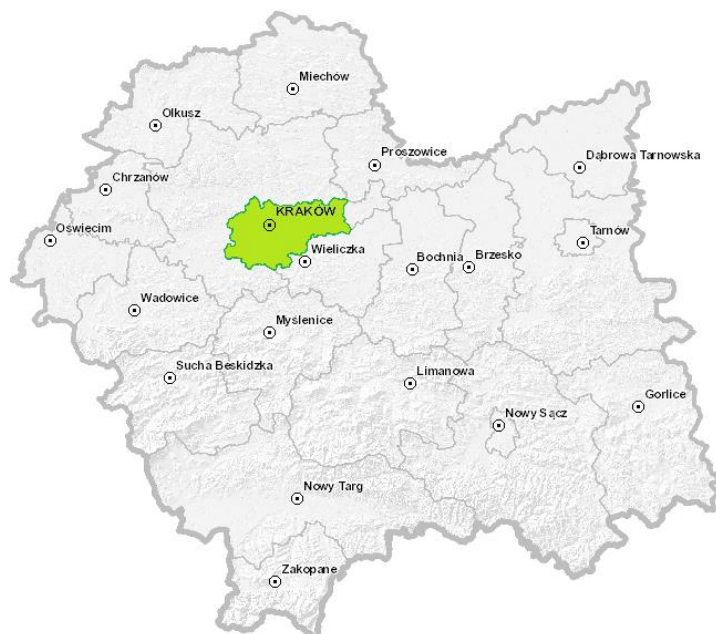 Miechów
Olkusz
Proszowice
Dąbrowa Tarnowska
Chrzanów
KRAKÓW
Oswiecim
Tarnów
Wieliczka
Bochnia
Brzesko
Wadowice
Myślenice
Sucha Beskidzka
Limanowa
Gorlice
Nowy Sącz
Nowy Targ
Zakopane